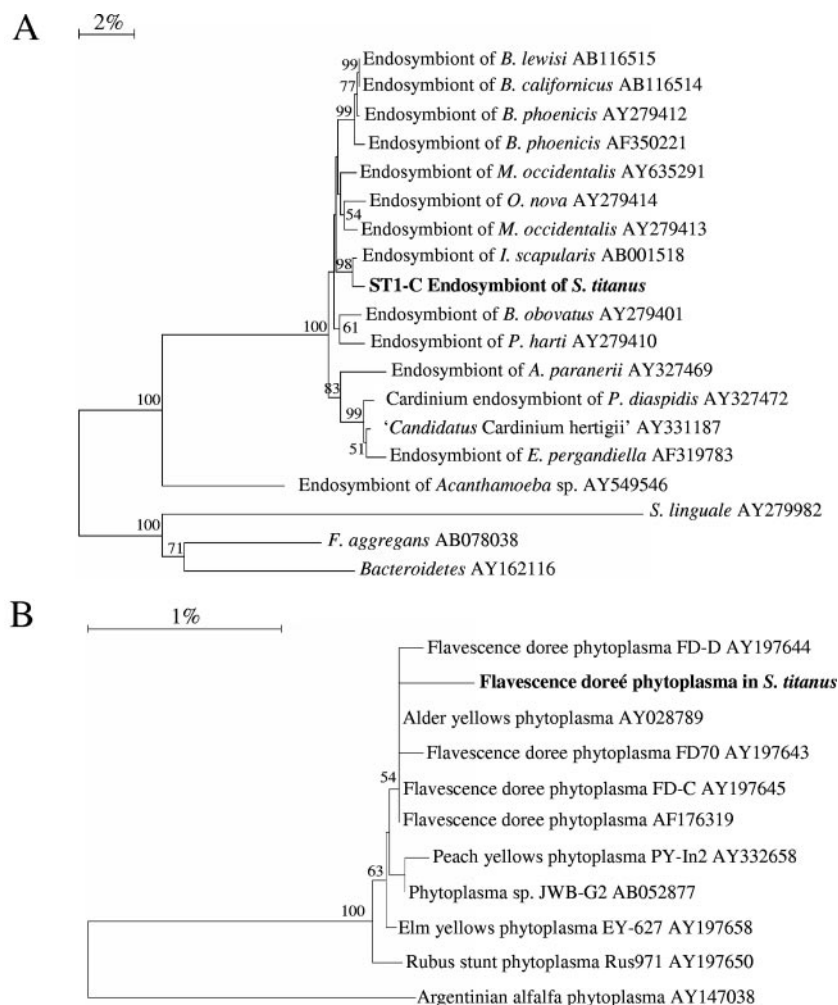 A
2%
99
Endosymbiont of B. lewisi AB116515
77
Endosymbiont of B. californicus AB116514
99
Endosymbiont of B. phoenicis AY279412
Endosymbiont of B. phoenicis AF350221
Endosymbiont of M. occidentalis AY635291
Endosymbiont of O. nova AY279414
54
Endosymbiont of M. occidentalis AY279413
Endosymbiont of I. scapularis AB001518
98
ST1-C Endosymbiont of S. titanus
Endosymbiont of B. obovatus AY279401
100
61
Endosymbiont of P. harti AY279410
Endosymbiont of A. paranerii AY327469
83
Cardinium endosymbiont of P. diaspidis AY327472
100
99
‘Candidatus Cardinium hertigii’ AY331187
51
Endosymbiont of E. pergandiella AF319783
Endosymbiont of Acanthamoeba sp. AY549546
S. linguale AY279982
100
F. aggregans AB078038
71
Bacteroidetes AY162116
B
1%
Flavescence doree phytoplasma FD-D AY197644
Flavescence doreé phytoplasma in S. titanus
Alder yellows phytoplasma AY028789
Flavescence doree phytoplasma FD70 AY197643
54
Flavescence doree phytoplasma FD-C AY197645
Flavescence doree phytoplasma AF176319
Peach yellows phytoplasma PY-In2 AY332658
63
Phytoplasma sp. JWB-G2 AB052877
100
Elm yellows phytoplasma EY-627 AY197658
Rubus stunt phytoplasma Rus971 AY197650
Argentinian alfalfa phytoplasma AY147038